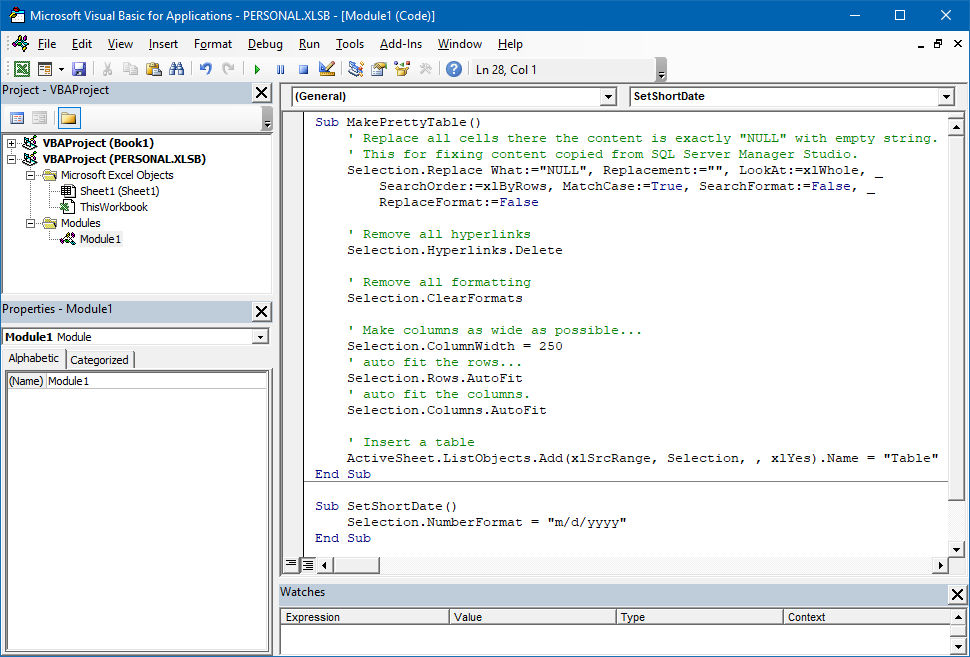 Microsoft Visual Basic for Applications - PERSONAL.XLSB - [Module1 (Code)]
File Edit View Insert Format Debug Run Tools Add-Ins Window Help
Ln 28, Col 1
Project - VBAProject
VBAProject (Book1)
VBAProject (PERSONAL.XLSB)
Microsoft Excel Objects
Sheet1 (Sheet1)
ThisWorkbook
Modules
Module1
Properties - Module1
Module1 Module
Alphabetic Categorized
(Name) Module1
(General) SetShortDate
Sub MakePrettyTable()
' Replace all cells there the content is exactly "NULL" with empty string.
' This for fixing content copied from SQL Server Manager Studio.
Selection.Replace What:="NULL", Replacement:="", LookAt:=xlWhole, _
SearchOrder:=xlByRows, MatchCase:=True, SearchFormat:=False, _
ReplaceFormat:=False
' Remove all hyperlinks
Selection.Hyperlinks.Delete
' Remove all formatting
Selection.ClearFormats
' Make columns as wide as possible...
Selection.ColumnWidth = 250
' auto fit the rows...
Selection.Rows.AutoFit
' auto fit the columns.
Selection.Columns.AutoFit
' Insert a table
ActiveSheet.ListObjects.Add(xlSrcRange, Selection, , xlYes).Name = "Table"
End Sub
Sub SetShortDate()
Selection.NumberFormat = "m/d/yyyy"
End Sub
Watches
Expression Value Type Context